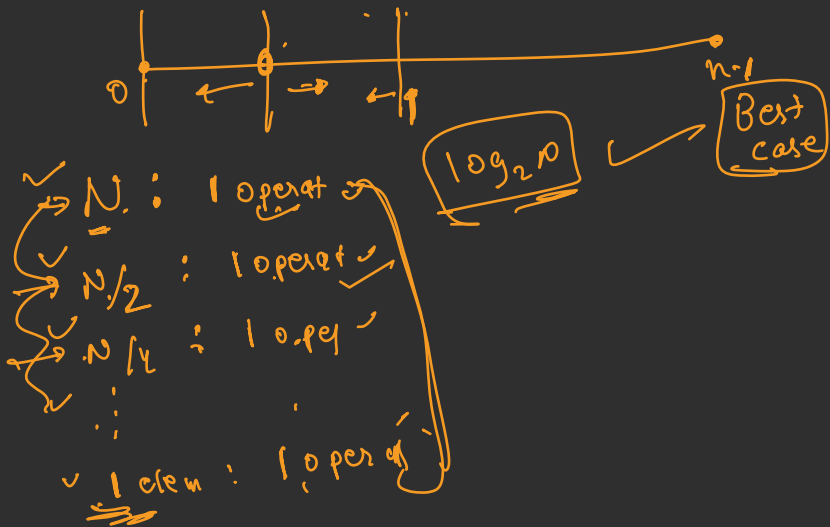 0
n-1
log₂n
Best
case
N : 1 operat
N/2 : 1 operat
N/4 : 1 oper
1 elem : 1 operat